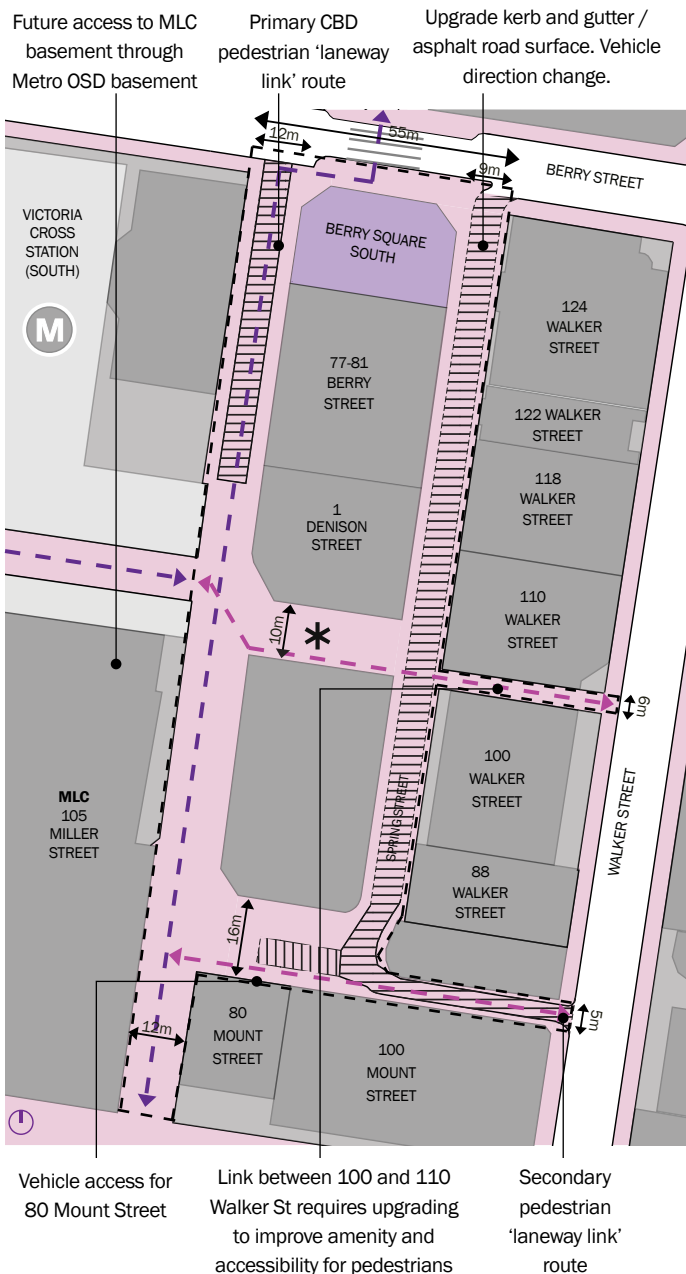 Future access to MLC
basement through
Metro OSD basement
Primary CBD
pedestrian ‘laneway
link’ route
Upgrade kerb and gutter /
asphalt road surface. Vehicle
direction change.
12m
55m
9m
BERRY STREET
VICTORIA
CROSS
STATION
(SOUTH)
M
BERRY SQUARE
SOUTH
124
WALKER
STREET
77-81
BERRY
STREET
122 WALKER
STREET
118
WALKER
STREET
1
DENISON
STREET
110
WALKER
STREET
10m
6m
100
WALKER
STREET
MLC
105
MILLER
STREET
SPRING STREET
WALKER STREET
88
WALKER
STREET
16m
5m
12m
80
MOUNT
STREET
100
MOUNT
STREET
Vehicle access for
80 Mount Street
Link between 100 and 110
Walker St requires upgrading
to improve amenity and
accessibility for pedestrians
Secondary
pedestrian
‘laneway link’
route